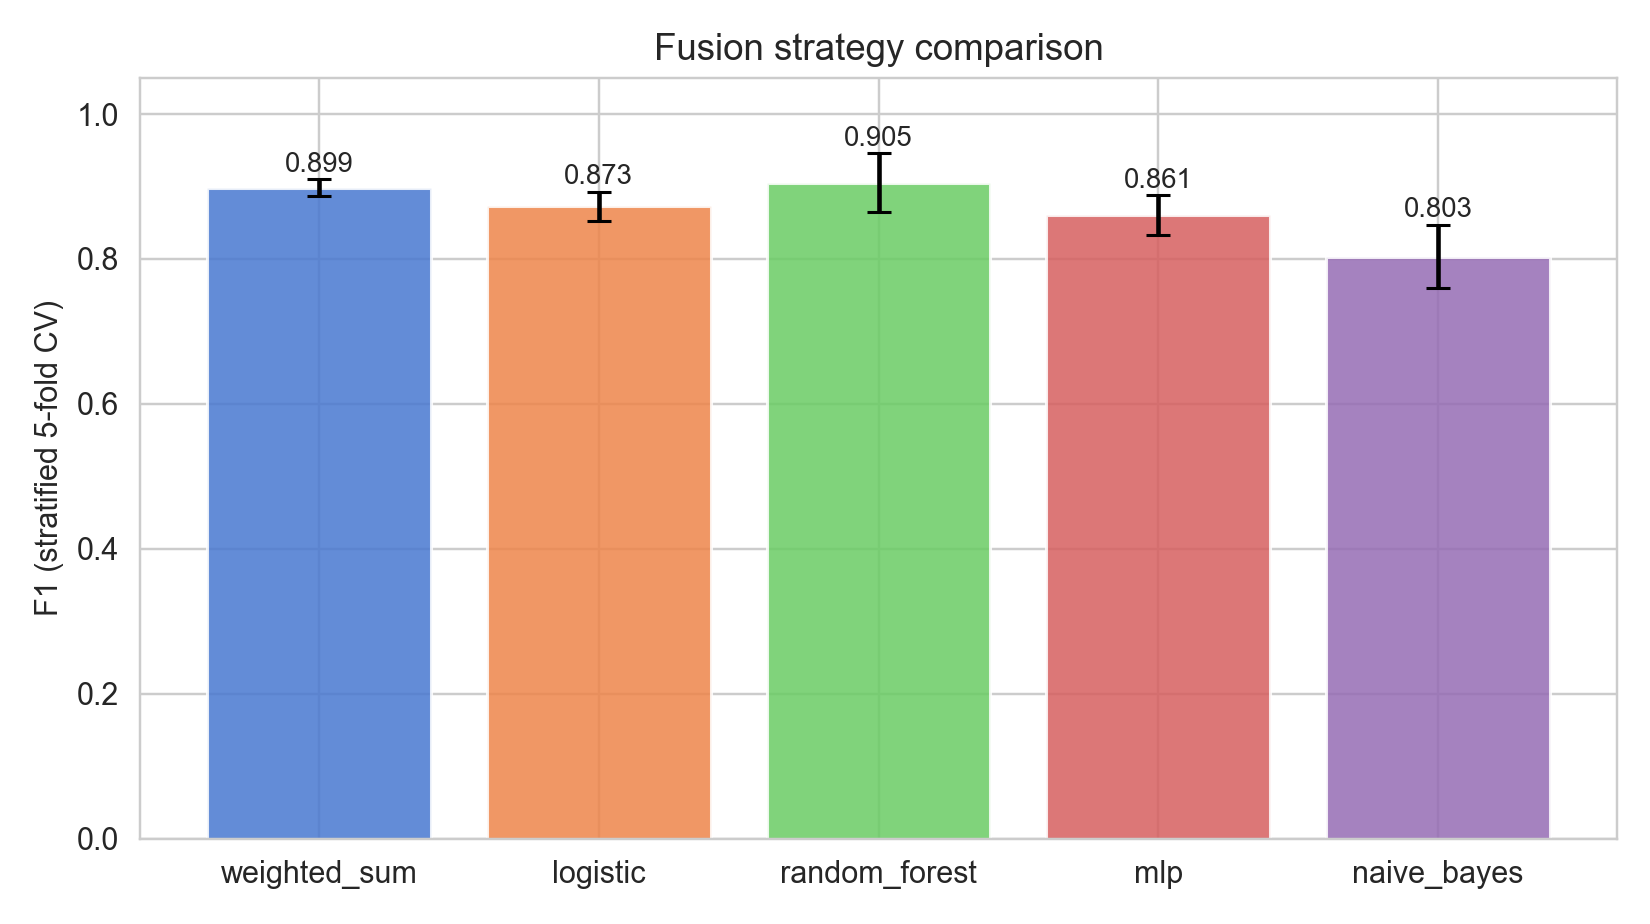 Fusion strategy comparison
F1 (stratified 5-fold CV)
1.0
0.8
0.6
0.4
0.2
0.0
0.899
0.873
0.905
0.861
0.803
weighted_sum
logistic
random_forest
mlp
naive_bayes